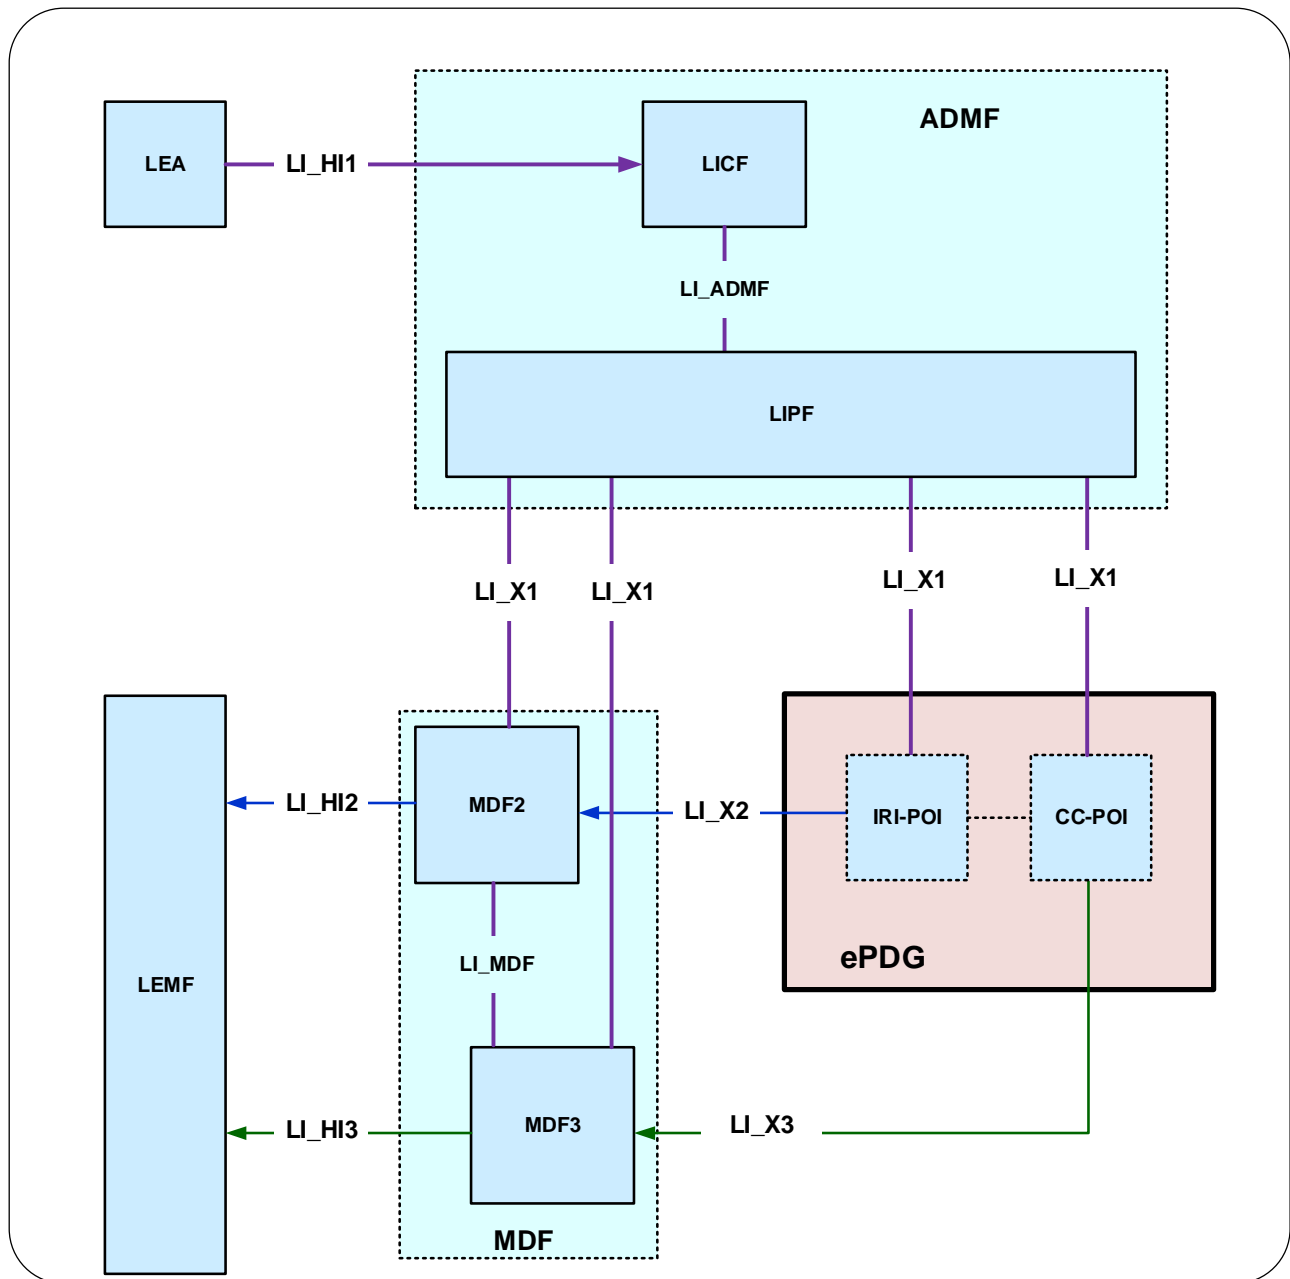 ADMF
LEA
LI_HI1
LICF
LI_ADMF
LIPF
LI_X1
LI_X1
LI_X1
LI_X1
LI_HI2
MDF2
LI_X2
IRI-POI
CC-POI
ePDG
LI_MDF
LEMF
LI_HI3
MDF3
LI_X3
MDF